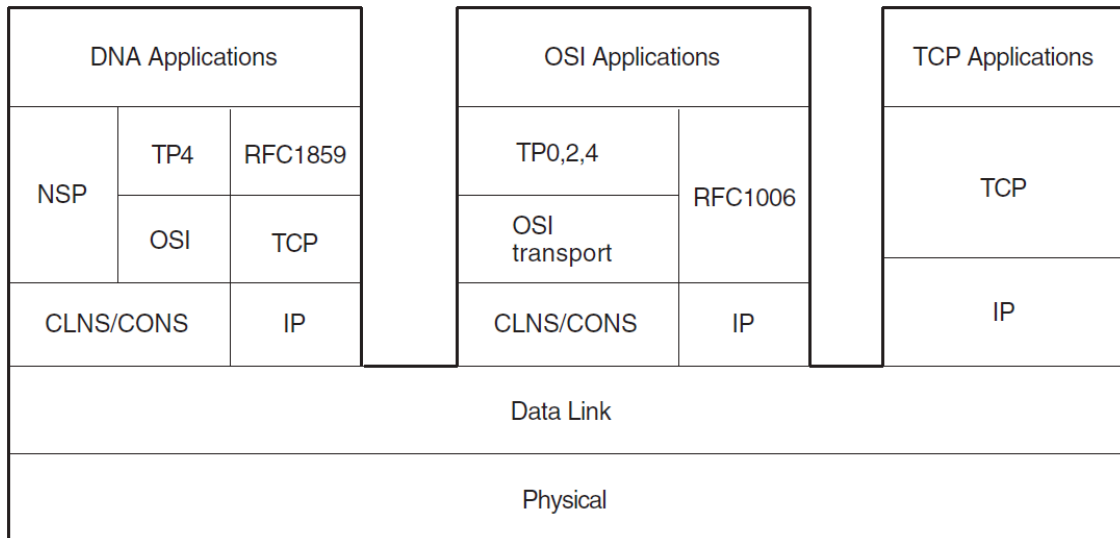 DNA Applications
OSI Applications
TCP Applications
NSP
TP4
RFC1859
OSI
TCP
CLNS/CONS
IP
TP0,2,4
RFC1006
OSI
transport
CLNS/CONS
IP
TCP
IP
Data Link
Physical